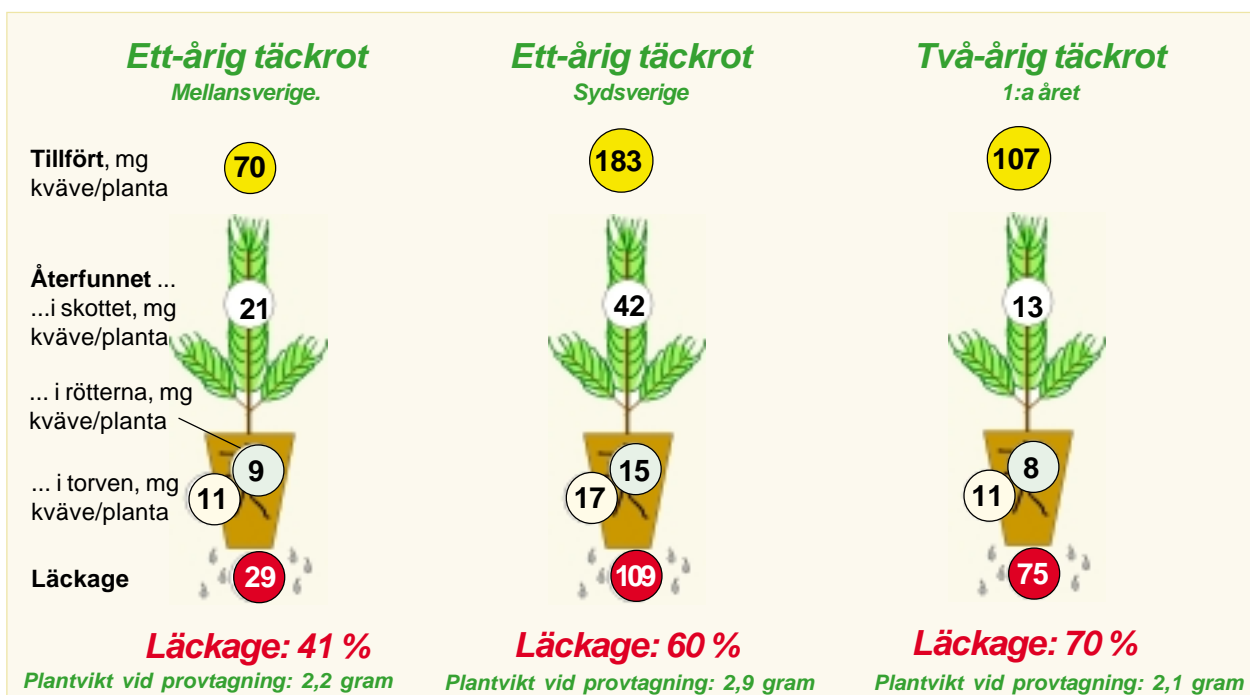 Ett-årig täckrot
Mellansverige.
Ett-årig täckrot
Sydsverige
Två-årig täckrot
1:a året
Tillfört, mg
kväve/planta
70
183
107
Återfunnet ...
...i skottet, mg
kväve/planta
21
42
13
... i rötterna, mg
kväve/planta
9
15
8
... i torven, mg
kväve/planta
11
17
11
Läckage
29
109
75
Läckage: 41 %
Läckage: 60 %
Läckage: 70 %
Plantvikt vid provtagning: 2,2 gram
Plantvikt vid provtagning: 2,9 gram
Plantvikt vid provtagning: 2,1 gram